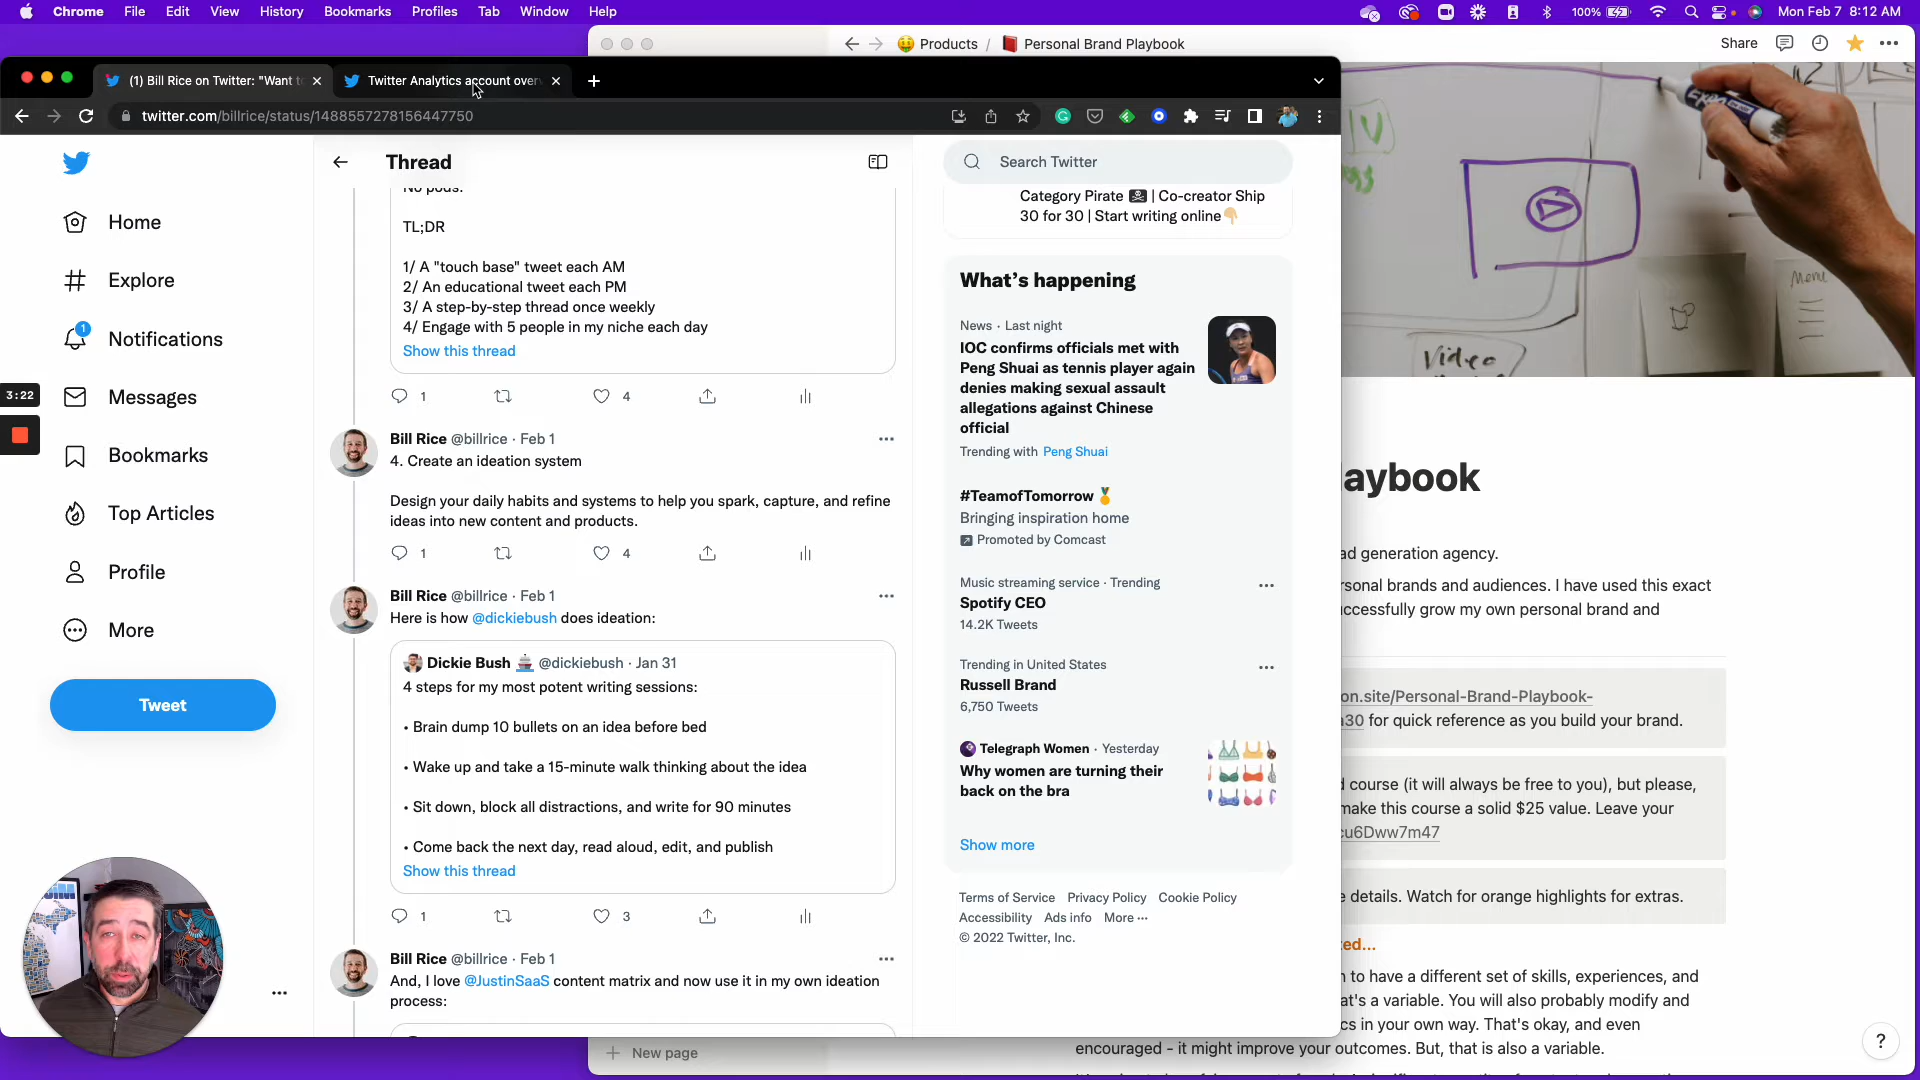 Chrome File Edit View History Bookmarks Profiles Tab Window Help
100% Mon Feb 7 8:12 AM
Products / Personal Brand Playbook
Share
(1) Bill Rice on Twitter: "Want to
Twitter Analytics account over
twitter.com/billrice/status/1488557278156447750
Home
Explore
1
Notifications
Messages
Bookmarks
Top Articles
Profile
More
Tweet
3:22
Thread
No pods.
TL;DR
1/ A "touch base" tweet each AM
2/ An educational tweet each PM
3/ A step-by-step thread once weekly
4/ Engage with 5 people in my niche each day
Show this thread
1 4
Bill Rice @billrice · Feb 1
4. Create an ideation system
Design your daily habits and systems to help you spark, capture, and refine
ideas into new content and products.
1 4
Bill Rice @billrice · Feb 1
Here is how @dickiebush does ideation:
Dickie Bush 🚢 @dickiebush · Jan 31
4 steps for my most potent writing sessions:
• Brain dump 10 bullets on an idea before bed
• Wake up and take a 15-minute walk thinking about the idea
• Sit down, block all distractions, and write for 90 minutes
• Come back the next day, read aloud, edit, and publish
Show this thread
1 3
Bill Rice @billrice · Feb 1
And, I love @JustinSaaS content matrix and now use it in my own ideation
process:
Search Twitter
Category Pirate 🏴‍☠️ | Co-creator Ship
30 for 30 | Start writing online👇🏼
What's happening
News · Last night
IOC confirms officials met with
Peng Shuai as tennis player again
denies making sexual assault
allegations against Chinese
official
Trending with Peng Shuai
#TeamofTomorrow 🏅
Bringing inspiration home
Promoted by Comcast
Music streaming service · Trending
Spotify CEO
14.2K Tweets
Trending in United States
Russell Brand
6,750 Tweets
Telegraph Women · Yesterday
Why women are turning their
back on the bra
Show more
Terms of Service Privacy Policy Cookie Policy
Accessibility Ads info More ···
© 2022 Twitter, Inc.
EXPO
Video
Menu
aybook
ad generation agency.
rsonal brands and audiences. I have used this exact
uccessfully grow my own personal brand and
on.site/Personal-Brand-Playbook-
a30 for quick reference as you build your brand.
d course (it will always be free to you), but please,
make this course a solid $25 value. Leave your
cu6Dww7m47
e details. Watch for orange highlights for extras.
ted...
n to have a different set of skills, experiences, and
at's a variable. You will also probably modify and
cs in your own way. That's okay, and even
encouraged - it might improve your outcomes. But, that is also a variable.
+ New page
?